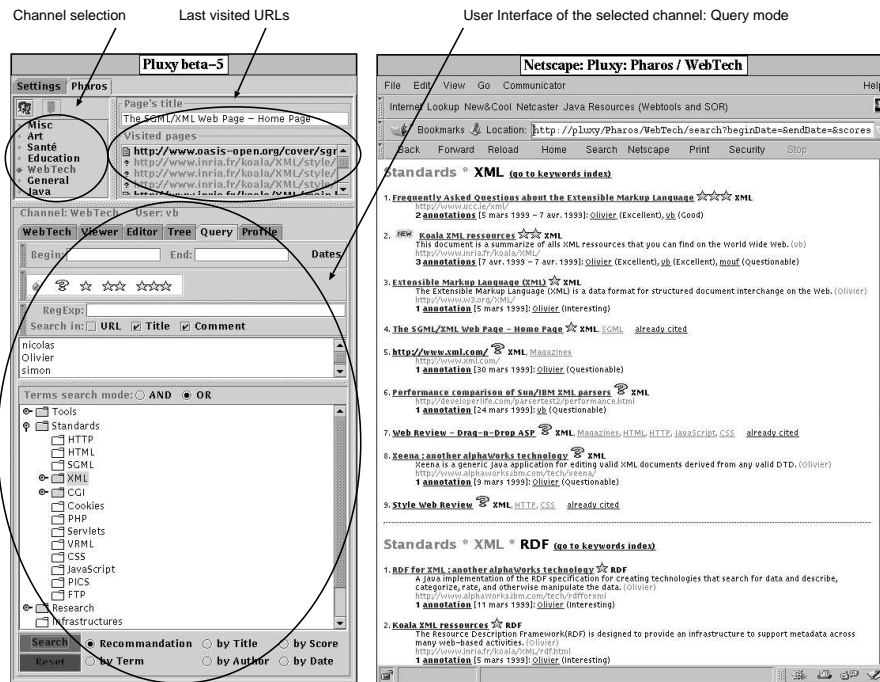 Channel selection
Last visited URLs
User Interface of the selected channel: Query mode
Pluxy beta-5
Settings Pharos
Misc
Art
Santé
Education
WebTech
General
Java
Page's title
The SGML/XML Web Page - Home Page
Visited pages
http://www.oasis-open.org/cover/sgr
? http://www.inria.fr/koala/XML/style/
? http://www.inria.fr/koala/XML/style/
? http://www.inria.fr/koala/XML/style/
Channel: WebTech User: vb
WebTech Viewer Editor Tree Query Profile
Begin: End: Dates
RegExp:
Search in: URL Title Comment
nicolas
Olivier
simon
Terms search mode: AND OR
Tools
Standards
HTTP
HTML
SGML
XML
CGI
Cookies
PHP
Servlets
VRML
CSS
JavaScript
PICS
FTP
Research
Infrastructures
Search Recommandation by Title by Score
Reset by Term by Author by Date
Netscape: Pluxy: Pharos / WebTech
File Edit View Go Communicator Help
Internet Lookup New&Cool Netcaster Java Resources (Webtools and SOR)
Bookmarks Location: http://pluxy/Pharos/WebTech/search?beginDate=&endDate=&scores
Back Forward Reload Home Search Netscape Print Security Stop
Standards * XML (go to keywords index)
1. Frequently Asked Questions about the Extensible Markup Language XML
http://www.ucc.ie/xml/
2 annotations [5 mars 1999 - 7 avr. 1999]: Olivier (Excellent), vb (Good)
2. NEW Koala XML ressources XML
This document is a summarize of alls XML ressources that you can find on the World Wide Web. (vb)
http://www.inria.fr/koala/XML/
3 annotations [7 avr. 1999 - 7 avr. 1999]: Olivier (Excellent), vb (Excellent), mouf (Questionable)
3. Extensible Markup Language (XML) XML
The Extensible Markup Language (XML) is a data format for structured document interchange on the Web. (Olivier)
http://www.w3.org/XML/
1 annotation [5 mars 1999]: Olivier (Interesting)
4. The SGML/XML Web Page - Home Page XML, SGML already cited
5. http://www.xml.com/ XML, Magazines
http://www.xml.com/
1 annotation [30 mars 1999]: Olivier (Questionable)
6. Performance comparison of Sun/IBM XML parsers XML
http://developerlife.com/parsertest2/performance.html
1 annotation [24 mars 1999]: vb (Questionable)
7. Web Review - Drag-n-Drop ASP XML, Magazines, HTML, HTTP, JavaScript, CSS already cited
8. Xeena : another alphaWorks technology XML
Xeena is a generic Java application for editing valid XML documents derived from any valid DTD. (Olivier)
http://www.alphaworks.ibm.com/tech/xeena/
1 annotation [9 mars 1999]: Olivier (Questionable)
9. Style Web Review XML, HTTP, CSS already cited
Standards * XML * RDF (go to keywords index)
1. RDF for XML : another alphaWorks technology RDF
A Java implementation of the RDF specification for creating technologies that search for data and describe,
categorize, rate, and otherwise manipulate the data. (Olivier)
http://www.alphaworks.ibm.com/tech/rdfforxml
1 annotation [11 mars 1999]: Olivier (Interesting)
2. Koala XML ressources RDF
The Resource Description Framework(RDF) is designed to provide an infrastructure to support metadata across
many web-based activities. (Olivier)
http://www.inria.fr/koala/XML/rdf.html
1 annotation [5 mars 1999]: Olivier (Interesting)